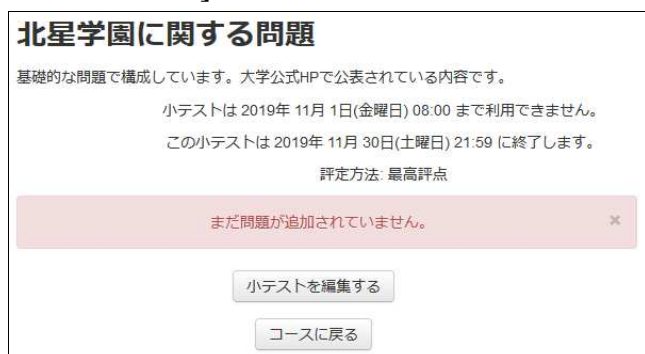 北星学園に関する問題
基礎的な問題で構成しています。大学公式HPで公表されている内容です。
小テストは 2019年 11月 1日(金曜日) 08:00 まで利用できません。
この小テストは 2019年 11月 30日(土曜日) 21:59 に終了します。
評定方法: 最高評点
まだ問題が追加されていません。 ×
小テストを編集する
コースに戻る